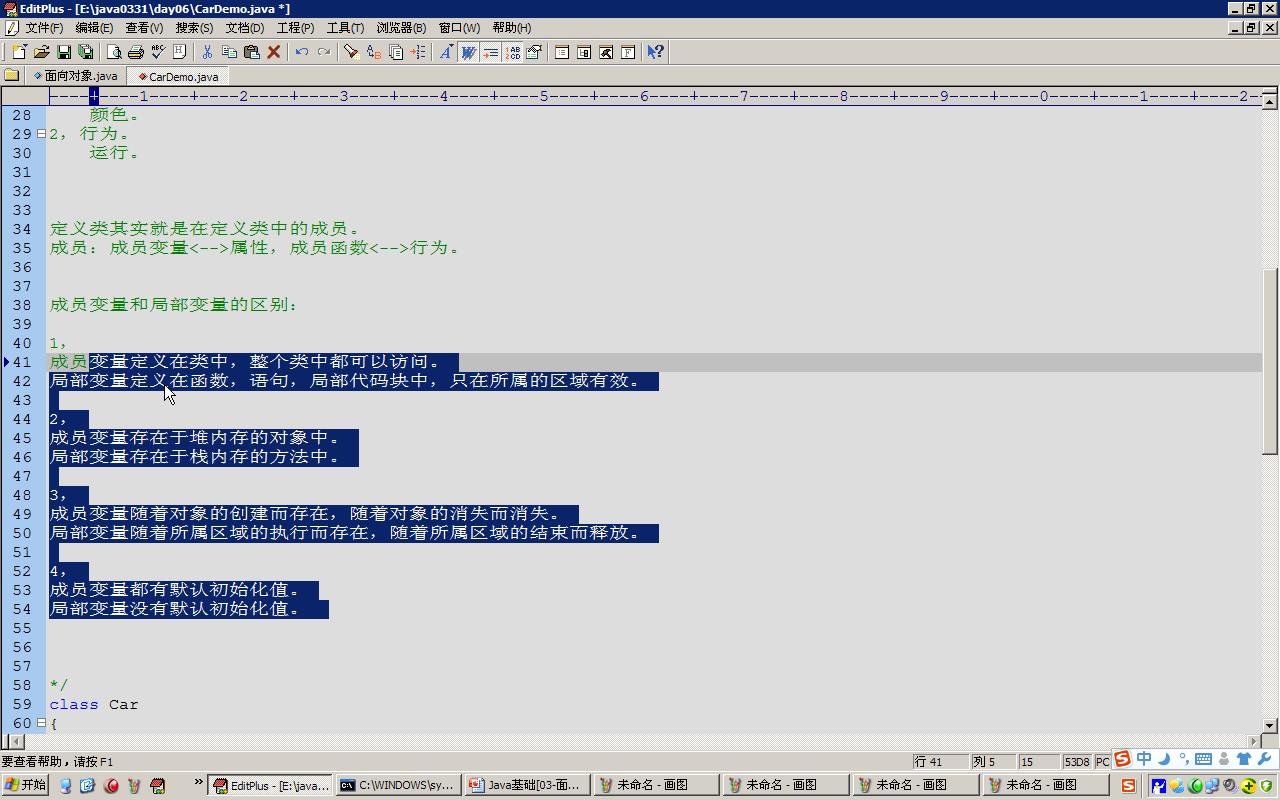 EditPlus - [E:\java0331\day06\CarDemo.java *]
文件(F) 编辑(E) 查看(V) 搜索(S) 文档(D) 工程(P) 工具(T) 浏览器(B) 窗口(W) 帮助(H)
面向对象.java CarDemo.java
----+----1----+----2----+----3----+----4----+----5----+----6----+----7----+----8----+----9----+----0----+----1----+----2--
28 颜色。
29 2，行为。
30 运行。
31
32
33
34 定义类其实就是在定义类中的成员。
35 成员：成员变量<-->属性，成员函数<-->行为。
36
37
38 成员变量和局部变量的区别：
39
40 1，
41 成员变量定义在类中，整个类中都可以访问。
42 局部变量定义在函数，语句，局部代码块中，只在所属的区域有效。
43
44 2，
45 成员变量存在于堆内存的对象中。
46 局部变量存在于栈内存的方法中。
47
48 3，
49 成员变量随着对象的创建而存在，随着对象的消失而消失。
50 局部变量随着所属区域的执行而存在，随着所属区域的结束而释放。
51
52 4，
53 成员变量都有默认初始化值。
54 局部变量没有默认初始化值。
55
56
57
58 */
59 class Car
60 {
要查看帮助，请按 F1 行 41 列 5 15 53D8 PC 中
开始 » EditPlus - [E:\java... C:\WINDOWS\sy... Java基础[03-面... 未命名 - 画图 未命名 - 画图 未命名 - 画图 未命名 - 画图